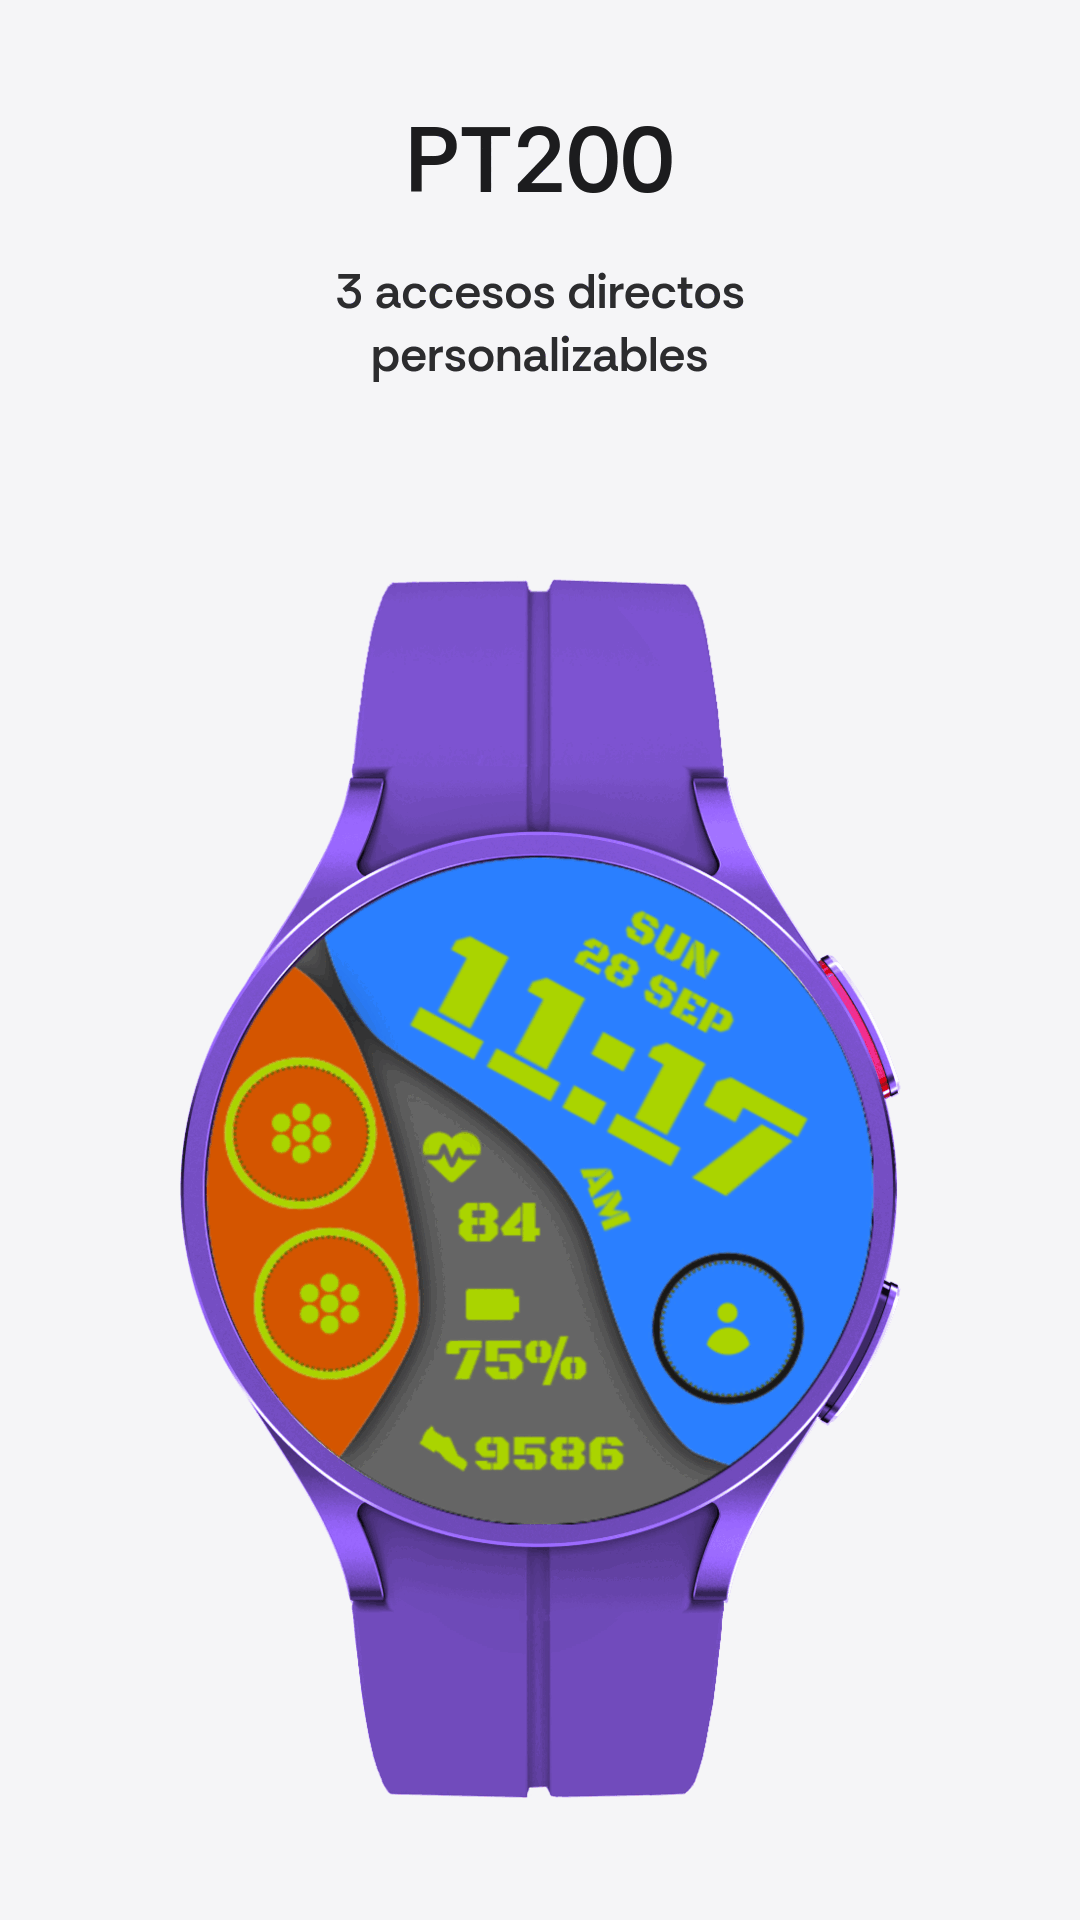 PT200
3 accesos directos
personalizables
SUN
28 SEP
11:17
AM
84
75%
9586